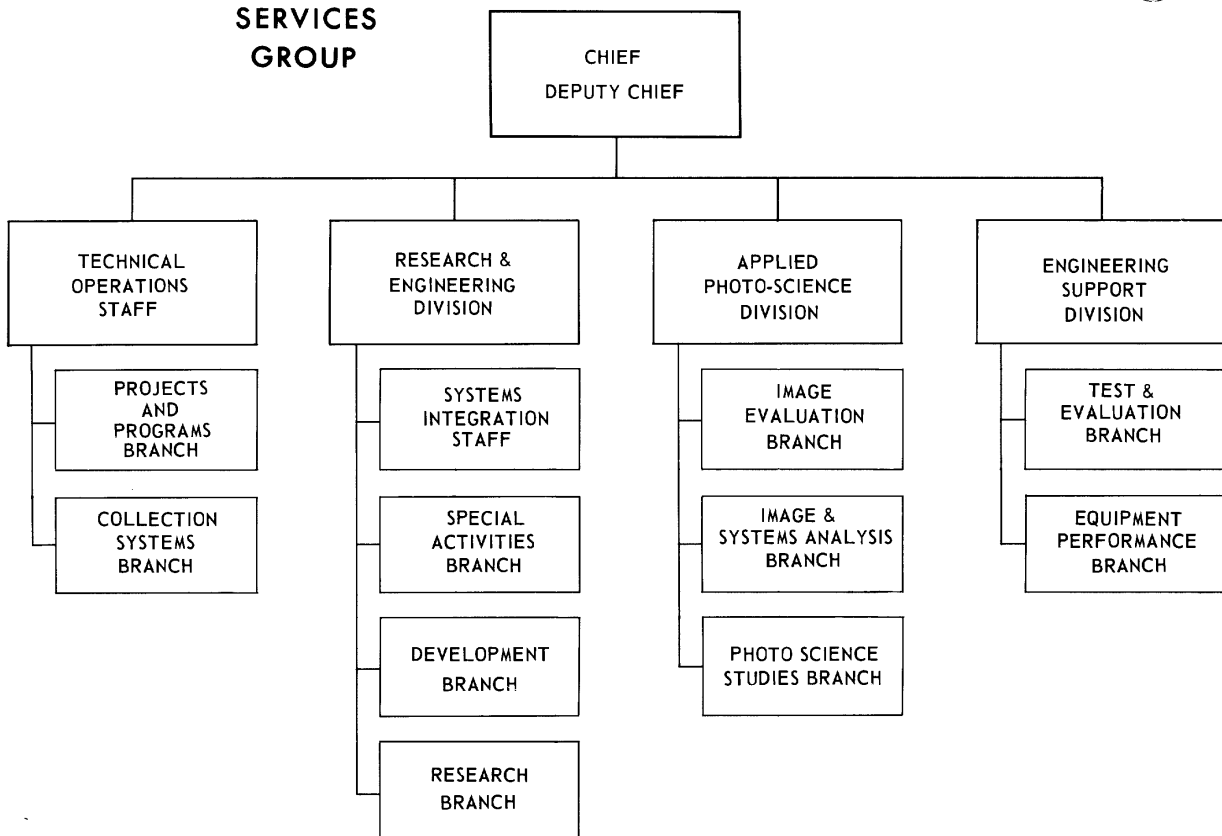 SERVICES
GROUP
CHIEF
DEPUTY CHIEF
TECHNICAL
OPERATIONS
STAFF
RESEARCH &
ENGINEERING
DIVISION
APPLIED
PHOTO-SCIENCE
DIVISION
ENGINEERING
SUPPORT
DIVISION
PROJECTS
AND
PROGRAMS
BRANCH
SYSTEMS
INTEGRATION
STAFF
IMAGE
EVALUATION
BRANCH
TEST &
EVALUATION
BRANCH
COLLECTION
SYSTEMS
BRANCH
SPECIAL
ACTIVITIES
BRANCH
IMAGE &
SYSTEMS ANALYSIS
BRANCH
EQUIPMENT
PERFORMANCE
BRANCH
DEVELOPMENT
BRANCH
PHOTO SCIENCE
STUDIES BRANCH
RESEARCH
BRANCH